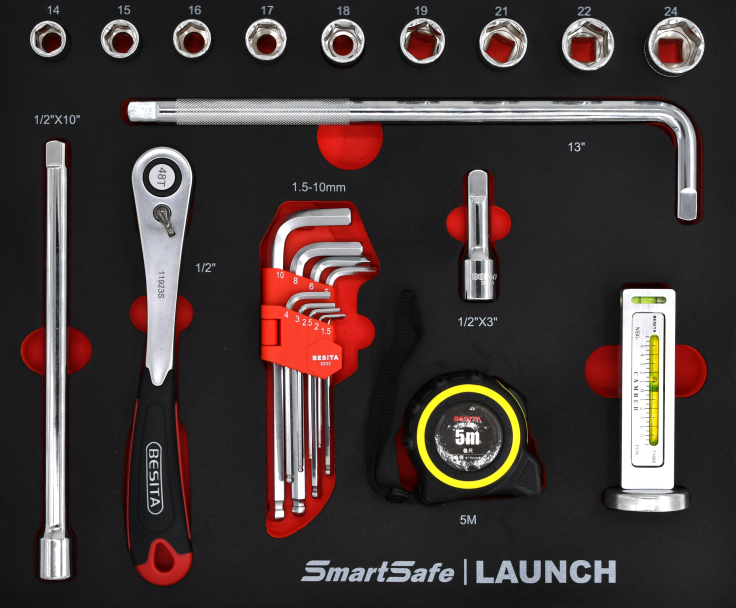 14 15 16 17 18 19 21 22 24
1/2"X10"
13"
48T
1.5-10mm
1/2"
11923S
10 8 6 5
4 3 2.5 2 1.5
BESITA
1/2"X3"
BESITA
CAMBER
BESITA
5m
5M
BESITA
SmartSafe | LAUNCH